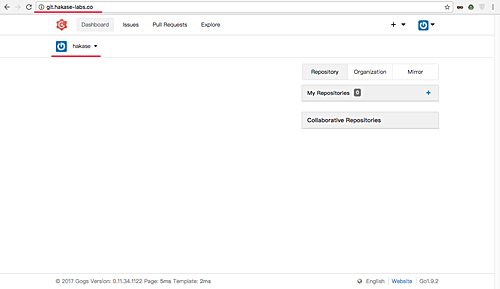 git.hakase-labs.co
Dashboard Issues Pull Requests Explore
hakase
Repository Organization Mirror
My Repositories 0
Collaborative Repositories
© 2017 Gogs Version: 0.11.34.1122 Page: 5ms Template: 2ms English Website Go1.9.2